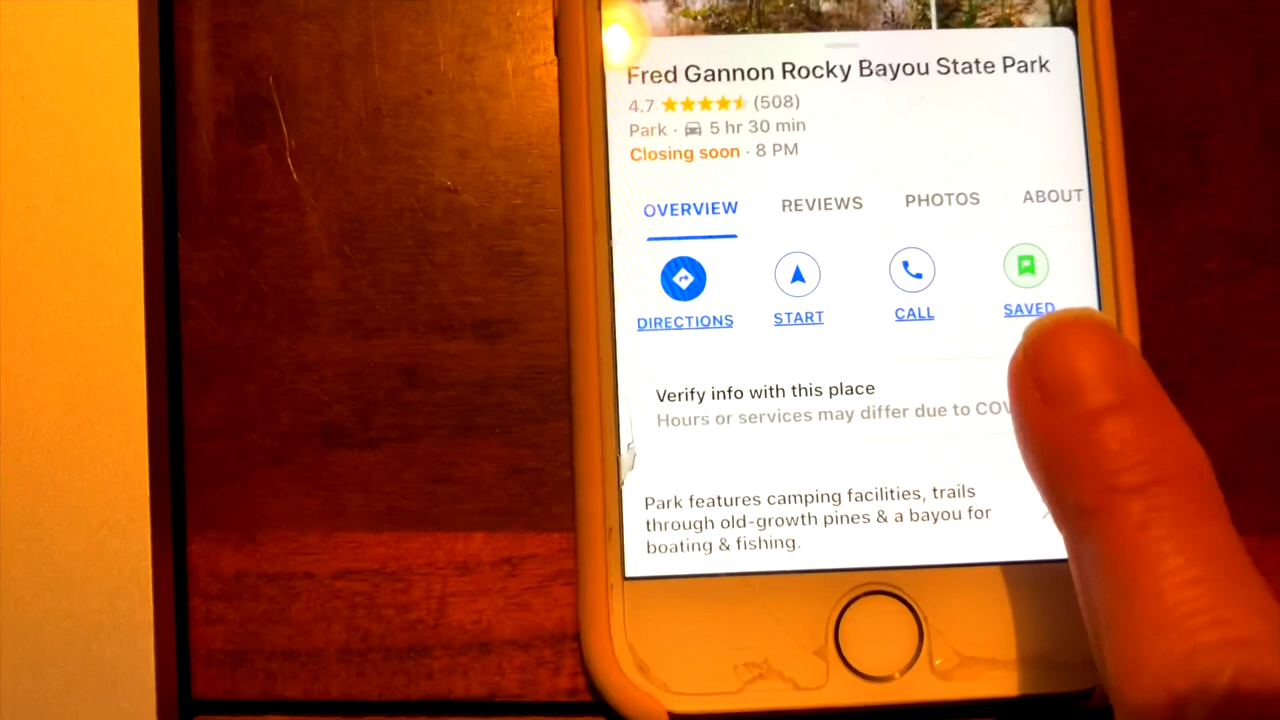 Fred Gannon Rocky Bayou State Park
4.7 (508)
Park · 5 hr 30 min
Closing soon · 8 PM
OVERVIEW REVIEWS PHOTOS ABOUT
DIRECTIONS START CALL SAVED
Verify info with this place
Hours or services may differ due to
Park features camping facilities, trails
through old-growth pines & a bayou for
boating & fishing.